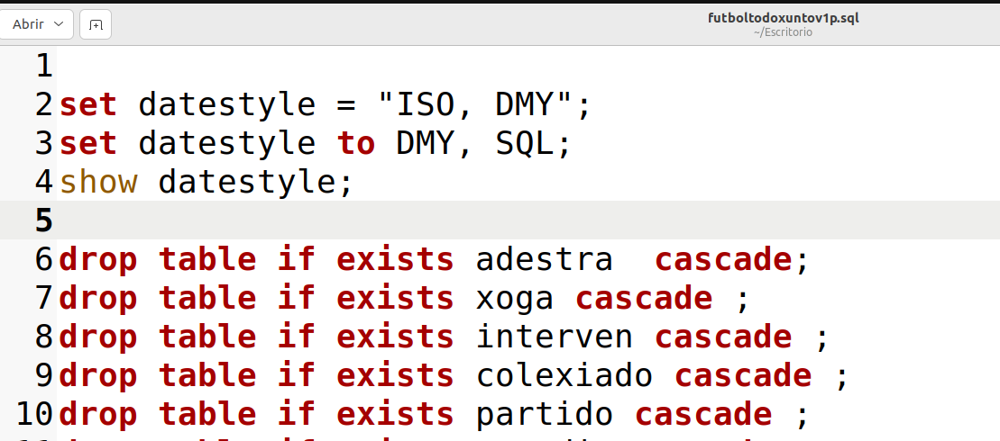 Abrir
futboltodoxuntov1p.sql
~/Escritorio
1
2 set datestyle = "ISO, DMY";
3 set datestyle to DMY, SQL;
4 show datestyle;
5
6 drop table if exists adestra  cascade;
7 drop table if exists xoga cascade ;
8 drop table if exists interven cascade ;
9 drop table if exists colexiado cascade ;
10 drop table if exists partido cascade ;